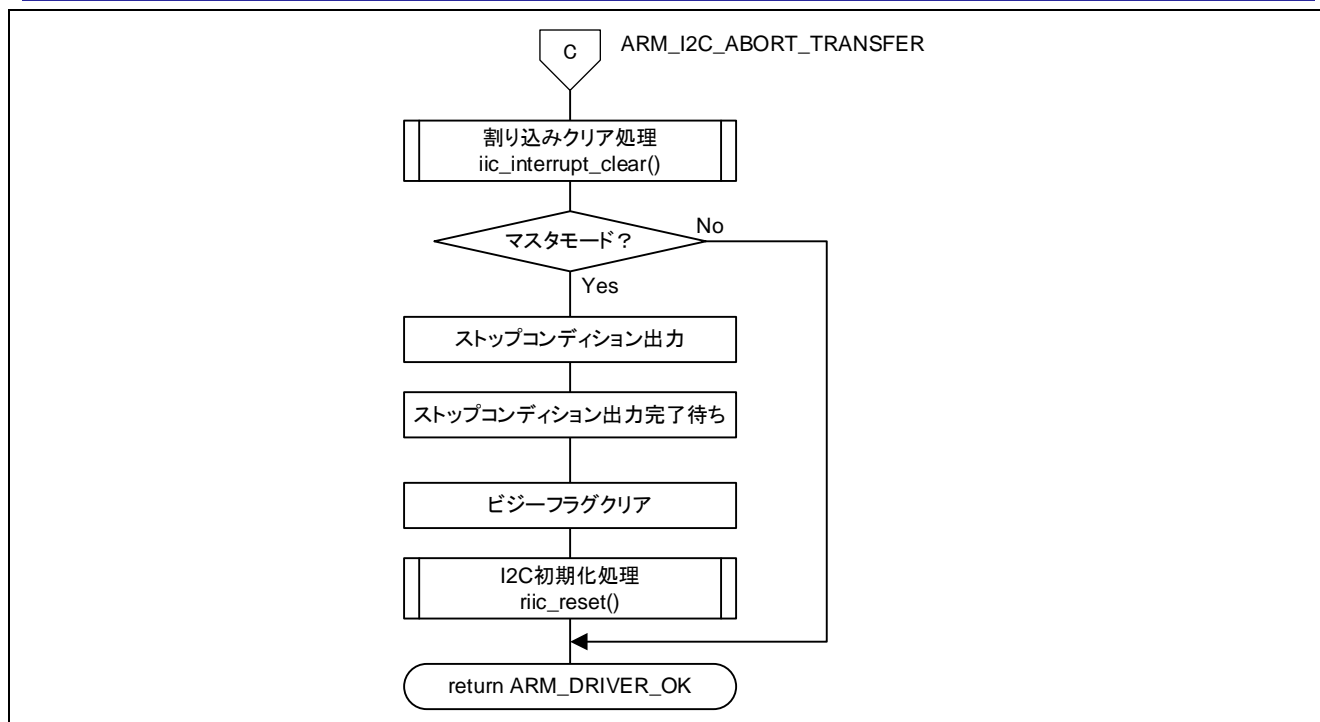 C
ARM_I2C_ABORT_TRANSFER
割り込みクリア処理
iic_interrupt_clear()
マスタモード？
No
Yes
ストップコンディション出力
ストップコンディション出力完了待ち
ビジーフラグクリア
I2C初期化処理
riic_reset()
return ARM_DRIVER_OK